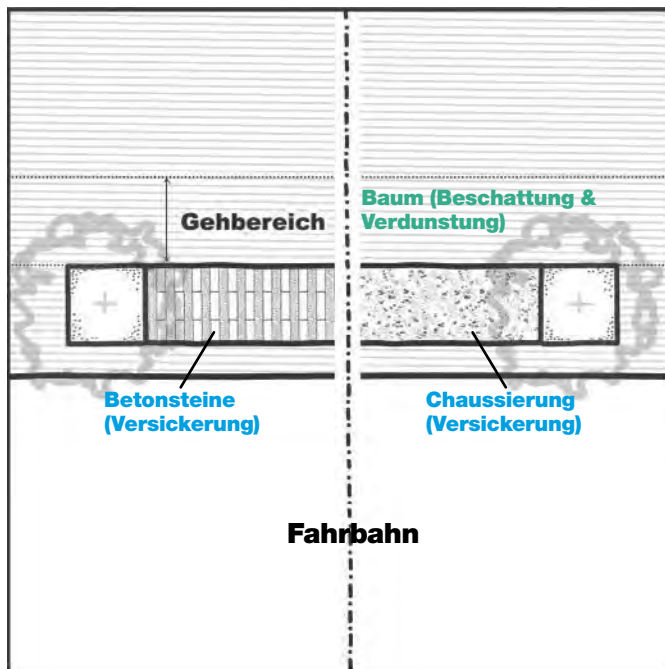 Gehbereich
Baum (Beschattung &
Verdunstung)
Betonsteine
(Versickerung)
Chaussierung
(Versickerung)
Fahrbahn